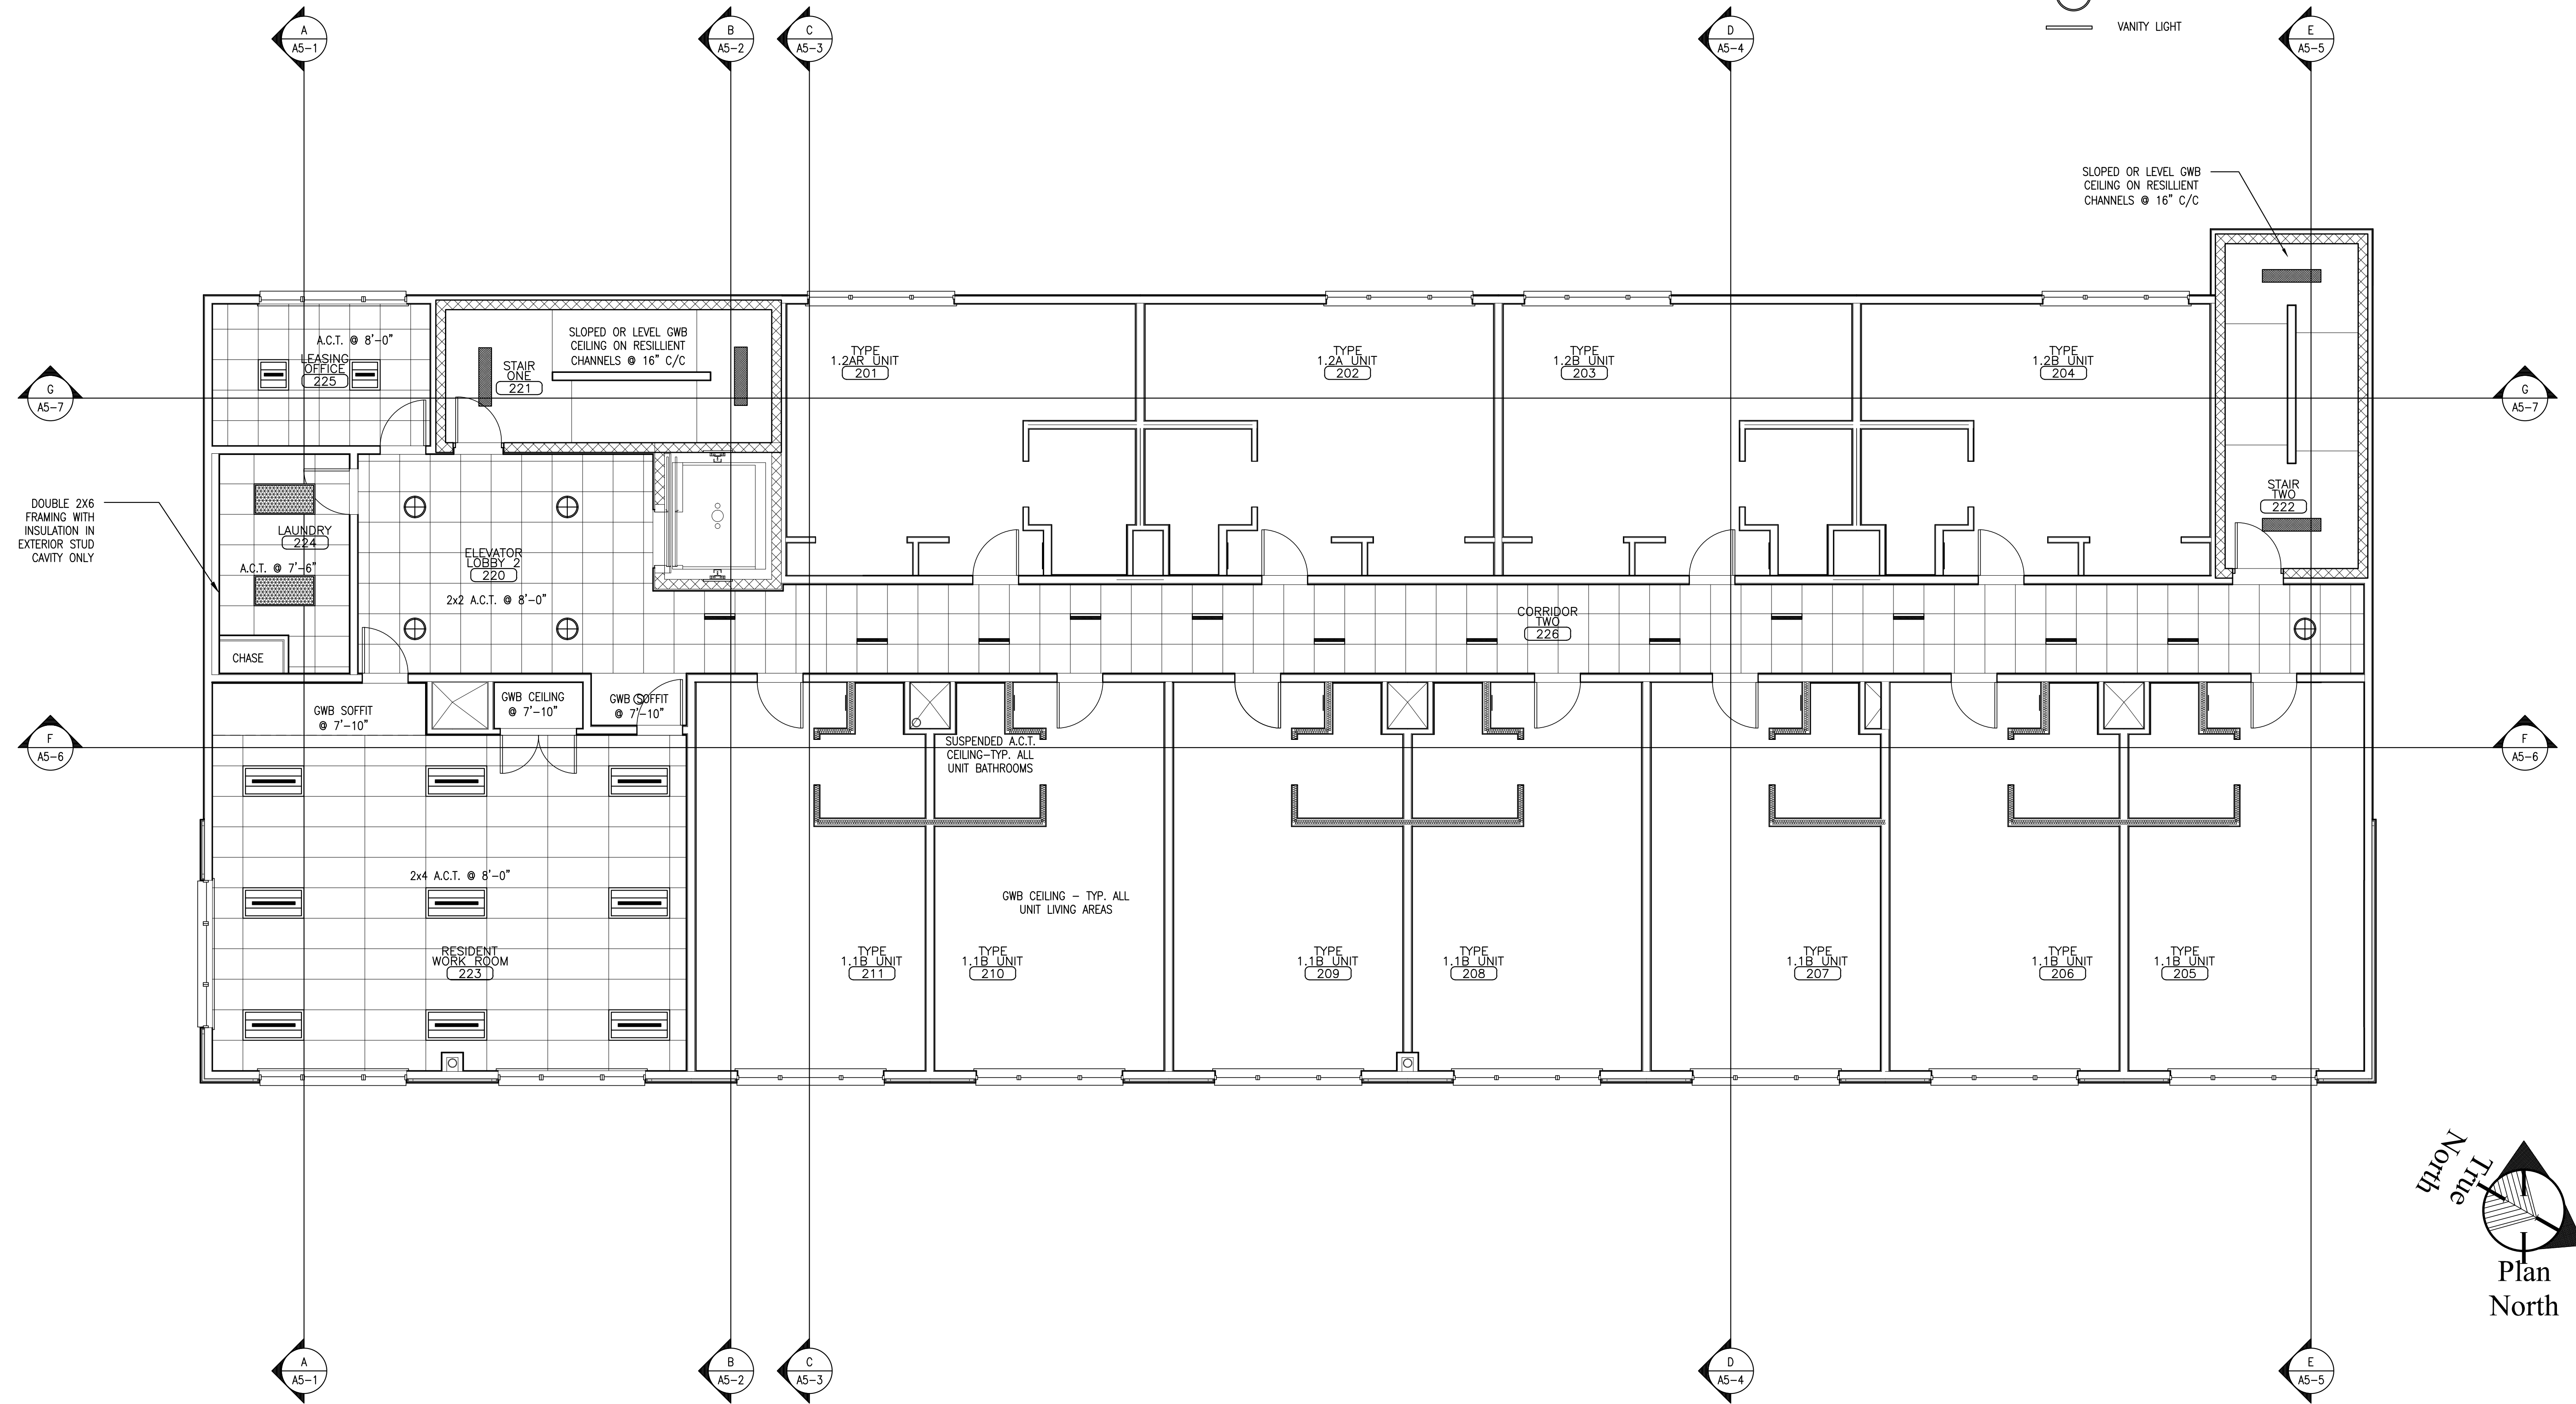 A
A5-1
B
A5-2
C
A5-3
D
A5-4
E
A5-5
VANITY LIGHT
SLOPED OR LEVEL GWB
CEILING ON RESILLIENT
CHANNELS @ 16" C/C
A.C.T. @ 8'-0"
LEASING
OFFICE
225
SLOPED OR LEVEL GWB
CEILING ON RESILLIENT
CHANNELS @ 16" C/C
STAIR
ONE
221
TYPE
1.2AR UNIT
201
TYPE
1.2A UNIT
202
TYPE
1.2B UNIT
203
TYPE
1.2B UNIT
204
G
A5-7
G
A5-7
DOUBLE 2X6
FRAMING WITH
INSULATION IN
EXTERIOR STUD
CAVITY ONLY
LAUNDRY
224
A.C.T. @ 7'-6"
ELEVATOR
LOBBY 2
220
2x2 A.C.T. @ 8'-0"
STAIR
TWO
222
CORRIDOR
TWO
226
CHASE
GWB SOFFIT
@ 7'-10"
GWB CEILING
@ 7'-10"
GWB SOFFIT
@ 7'-10"
F
A5-6
SUSPENDED A.C.T.
CEILING-TYP. ALL
UNIT BATHROOMS
F
A5-6
2x4 A.C.T. @ 8'-0"
GWB CEILING - TYP. ALL
UNIT LIVING AREAS
RESIDENT
WORK ROOM
223
TYPE
1.1B UNIT
211
TYPE
1.1B UNIT
210
TYPE
1.1B UNIT
209
TYPE
1.1B UNIT
208
TYPE
1.1B UNIT
207
TYPE
1.1B UNIT
206
TYPE
1.1B UNIT
205
True
North
Plan
North
A
A5-1
B
A5-2
C
A5-3
D
A5-4
E
A5-5